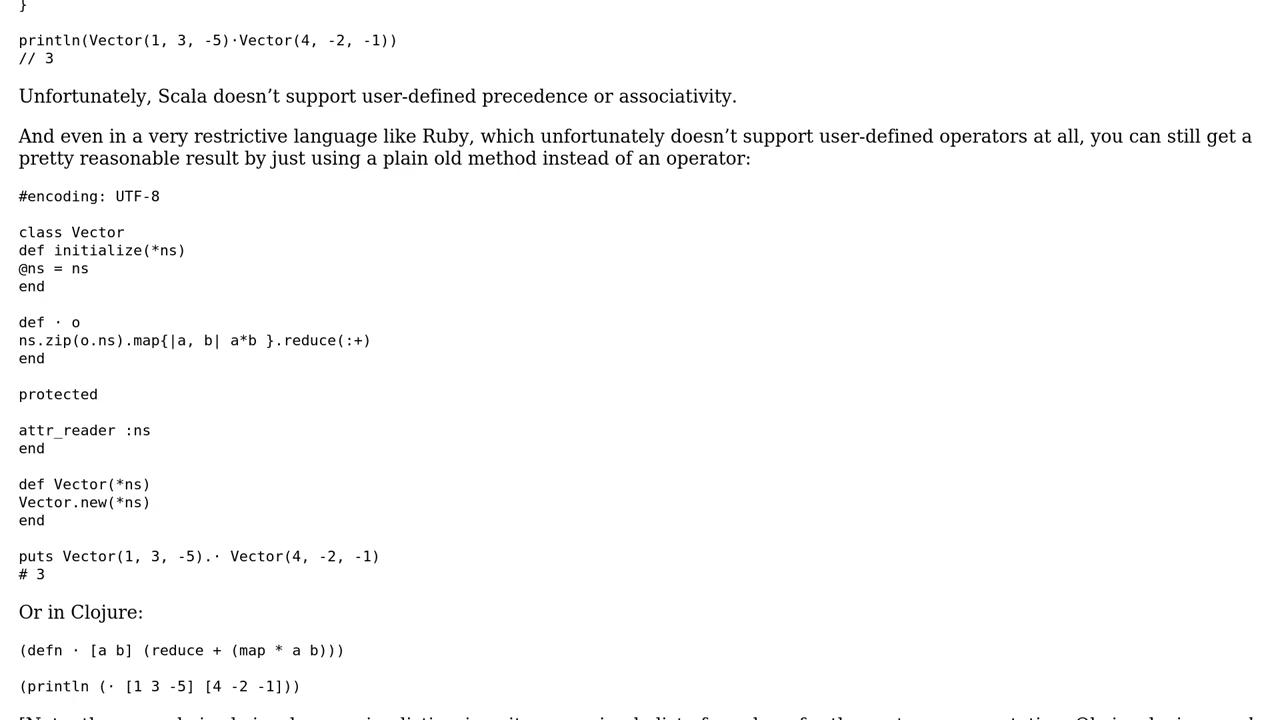 }
println(Vector(1, 3, -5)·Vector(4, -2, -1))
// 3
Unfortunately, Scala doesn’t support user-defined precedence or associativity.
And even in a very restrictive language like Ruby, which unfortunately doesn’t support user-defined operators at all, you can still get a
pretty reasonable result by just using a plain old method instead of an operator:
#encoding: UTF-8
class Vector
def initialize(*ns)
@ns = ns
end
def · o
ns.zip(o.ns).map{|a, b| a*b }.reduce(:+)
end
protected
attr_reader :ns
end
def Vector(*ns)
Vector.new(*ns)
end
puts Vector(1, 3, -5).· Vector(4, -2, -1)
# 3
Or in Clojure:
(defn · [a b] (reduce + (map * a b)))
(println (· [1 3 -5] [4 -2 -1]))